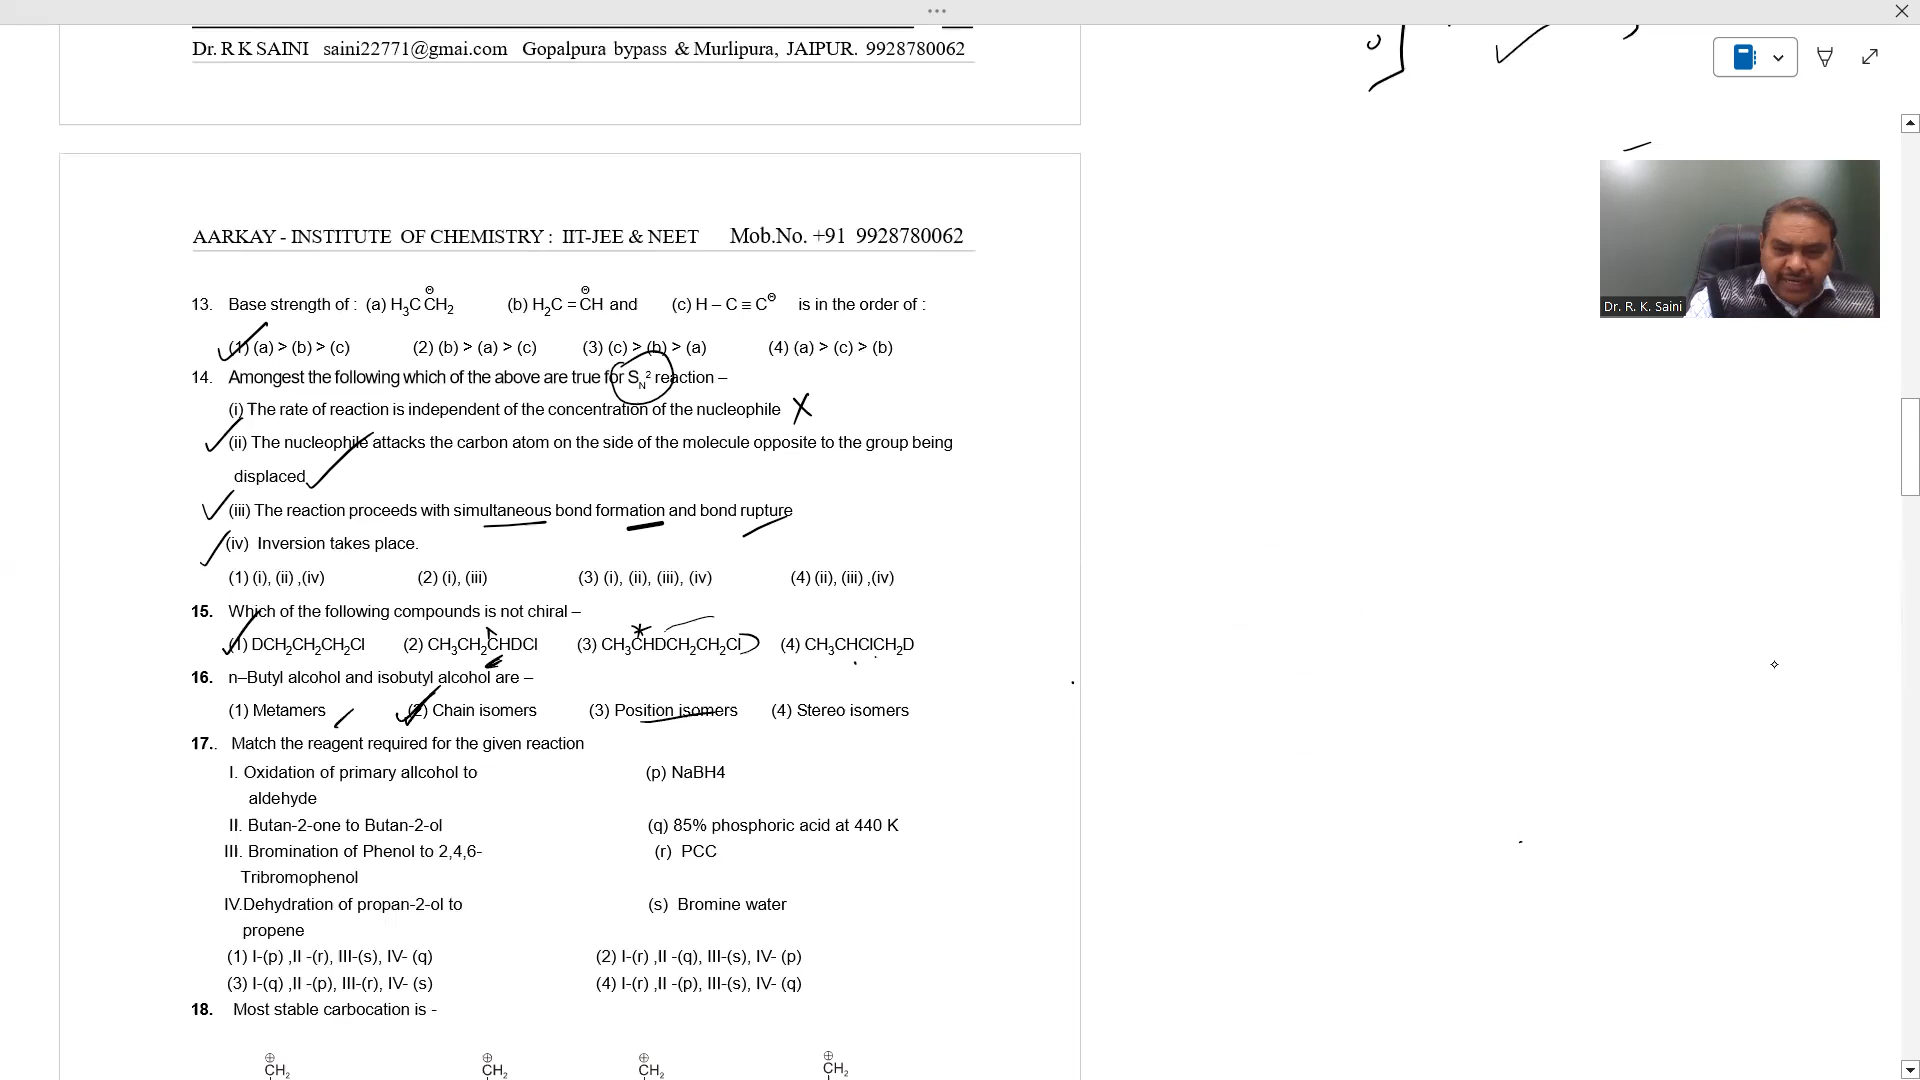 Dr. R K SAINI saini22771@gmai.com Gopalpura bypass & Murlipura, JAIPUR. 9928780062
Dr. R. K. Saini
AARKAY - INSTITUTE OF CHEMISTRY : IIT-JEE & NEET Mob.No. +91 9928780062
13. Base strength of : (a) H₃C C⊖H₂ (b) H₂C = C⊖H and (c) H – C ≡ C⊖ is in the order of :
(1) (a) > (b) > (c) (2) (b) > (a) > (c) (3) (c) > (b) > (a) (4) (a) > (c) > (b)
14. Amongest the following which of the above are true for S_N² reaction –
(i) The rate of reaction is independent of the concentration of the nucleophile
(ii) The nucleophile attacks the carbon atom on the side of the molecule opposite to the group being
displaced
(iii) The reaction proceeds with simultaneous bond formation and bond rupture
(iv) Inversion takes place.
(1) (i), (ii) ,(iv) (2) (i), (iii) (3) (i), (ii), (iii), (iv) (4) (ii), (iii) ,(iv)
15. Which of the following compounds is not chiral –
(1) DCH₂CH₂CH₂Cl (2) CH₃CH₂CHDCl (3) CH₃CHDCH₂CH₂Cl (4) CH₃CHClCH₂D
16. n–Butyl alcohol and isobutyl alcohol are –
(1) Metamers (2) Chain isomers (3) Position isomers (4) Stereo isomers
17.. Match the reagent required for the given reaction
I. Oxidation of primary allcohol to (p) NaBH4
aldehyde
II. Butan-2-one to Butan-2-ol (q) 85% phosphoric acid at 440 K
III. Bromination of Phenol to 2,4,6- (r) PCC
Tribromophenol
IV.Dehydration of propan-2-ol to (s) Bromine water
propene
(1) I-(p) ,II -(r), III-(s), IV- (q) (2) I-(r) ,II -(q), III-(s), IV- (p)
(3) I-(q) ,II -(p), III-(r), IV- (s) (4) I-(r) ,II -(p), III-(s), IV- (q)
18. Most stable carbocation is -
⊕ ⊕ ⊕ ⊕
CH₂ CH₂ CH₂ CH₂